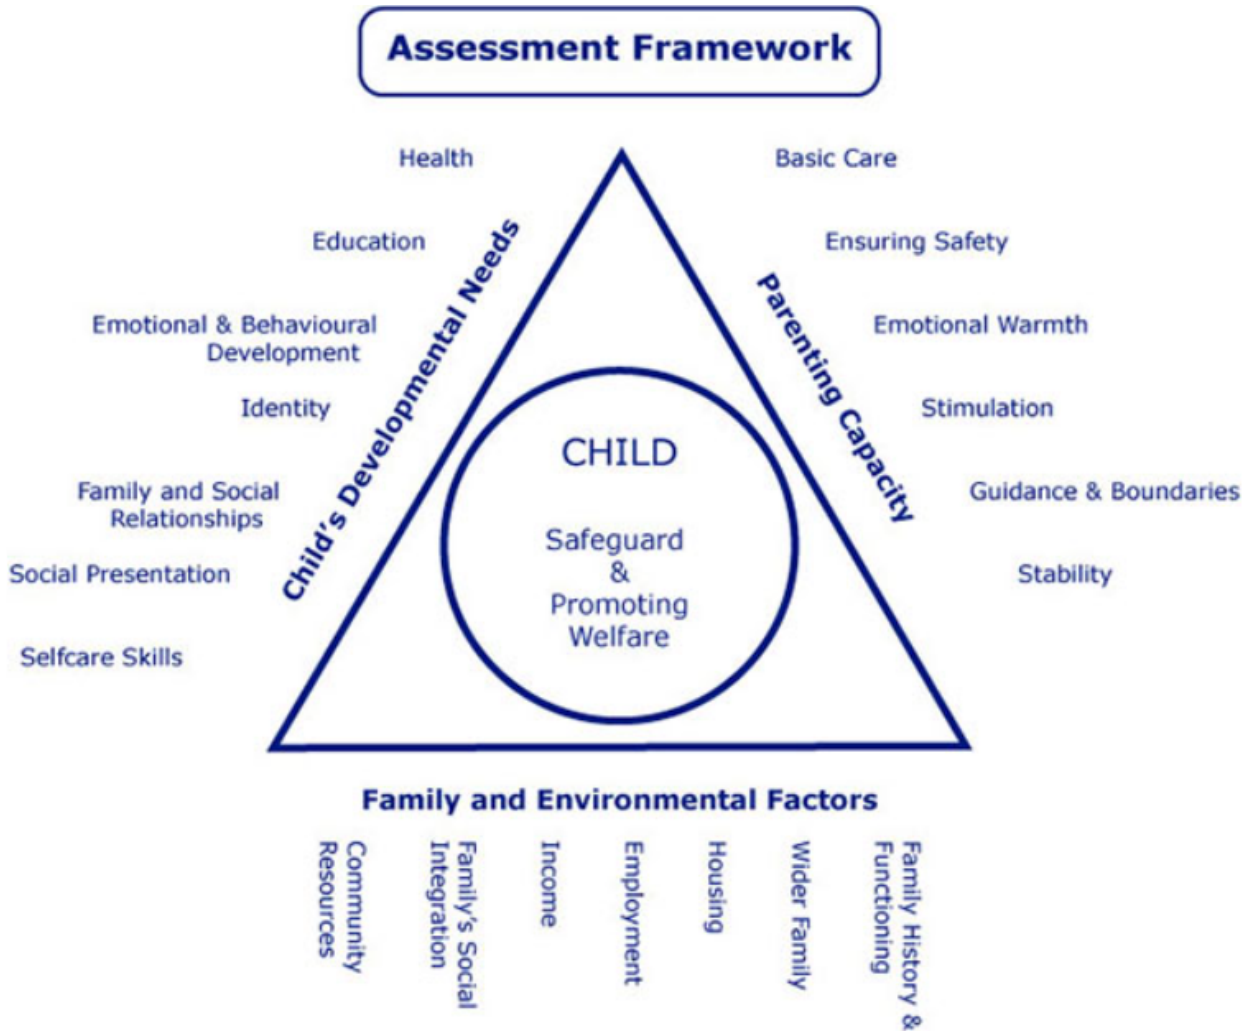 Assessment Framework
Health
Education
Emotional & Behavioural
Development
Identity
Family and Social
Relationships
Social Presentation
Selfcare Skills
Child's Developmental Needs
Basic Care
Ensuring Safety
Emotional Warmth
Stimulation
Guidance & Boundaries
Stability
Parenting Capacity
CHILD
Safeguard
&
Promoting
Welfare
Family and Environmental Factors
Community
Resources
Family's Social
Integration
Income
Employment
Housing
Wider Family
Family History &
Functioning